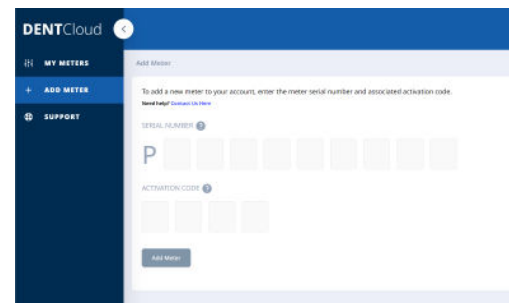 DENTCloud
MY METERS
ADD METER
SUPPORT
Add Meter
To add a new meter to your account, enter the meter serial number and associated activation code.
Need help? Contact Us Here
SERIAL NUMBER ?
P
ACTIVATION CODE ?
Add Meter